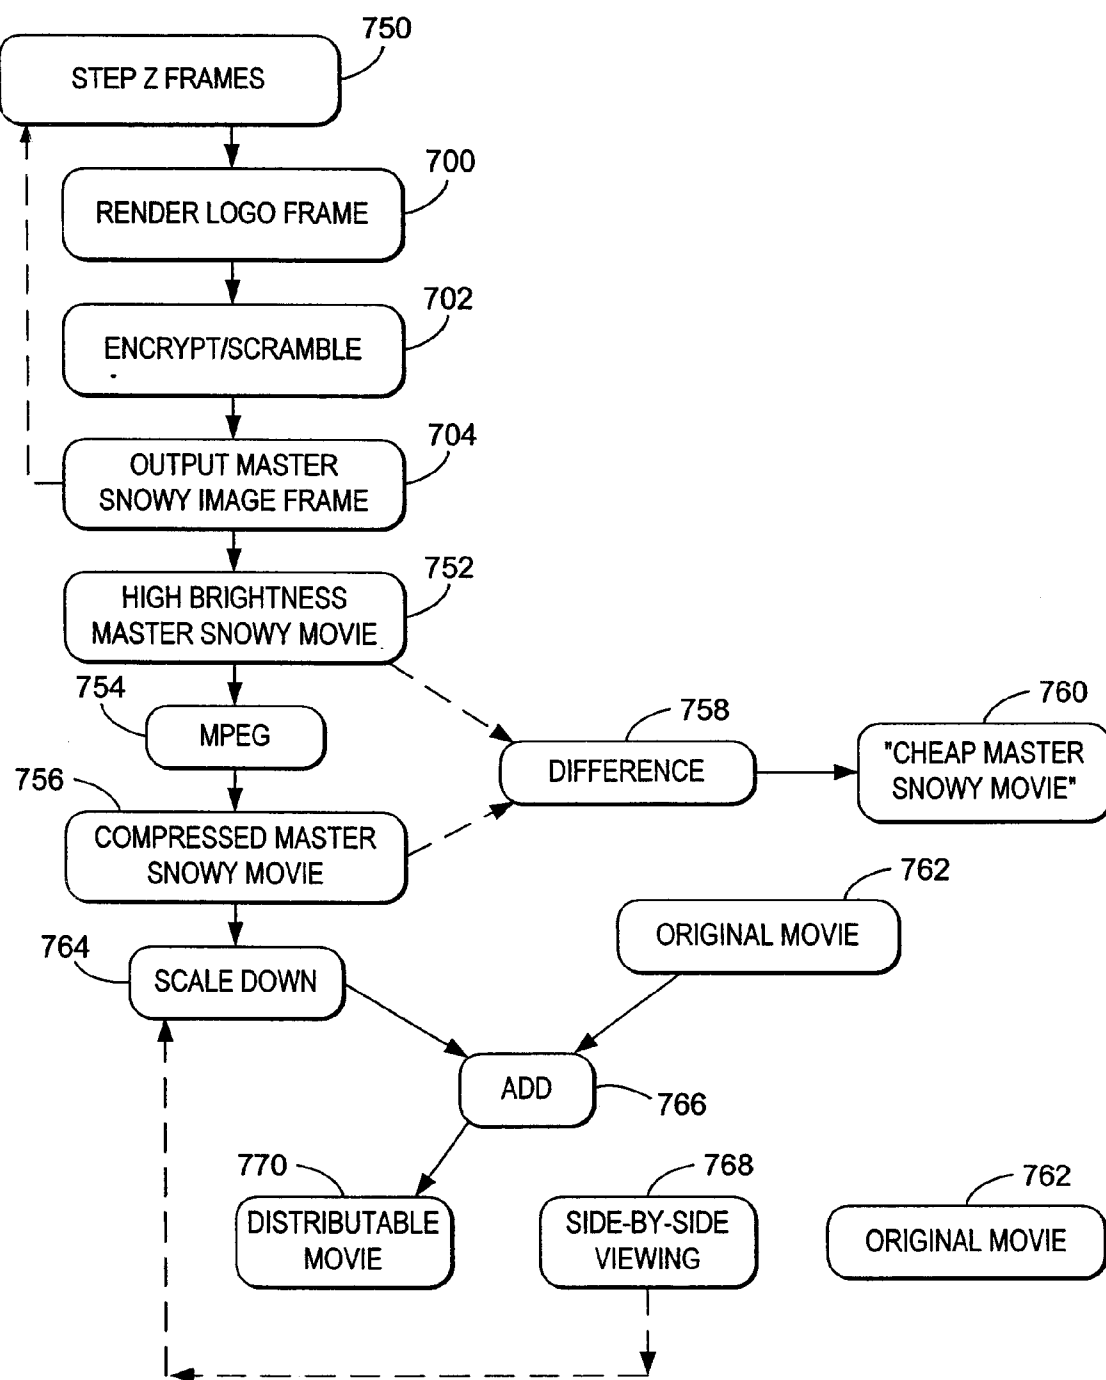 750
STEP Z FRAMES
700
RENDER LOGO FRAME
702
ENCRYPT/SCRAMBLE
704
OUTPUT MASTER
SNOWY IMAGE FRAME
752
HIGH BRIGHTNESS
MASTER SNOWY MOVIE
754
MPEG
758
DIFFERENCE
760
"CHEAP MASTER
SNOWY MOVIE"
756
COMPRESSED MASTER
SNOWY MOVIE
762
ORIGINAL MOVIE
764
SCALE DOWN
ADD
766
770
DISTRIBUTABLE
MOVIE
768
SIDE-BY-SIDE
VIEWING
762
ORIGINAL MOVIE